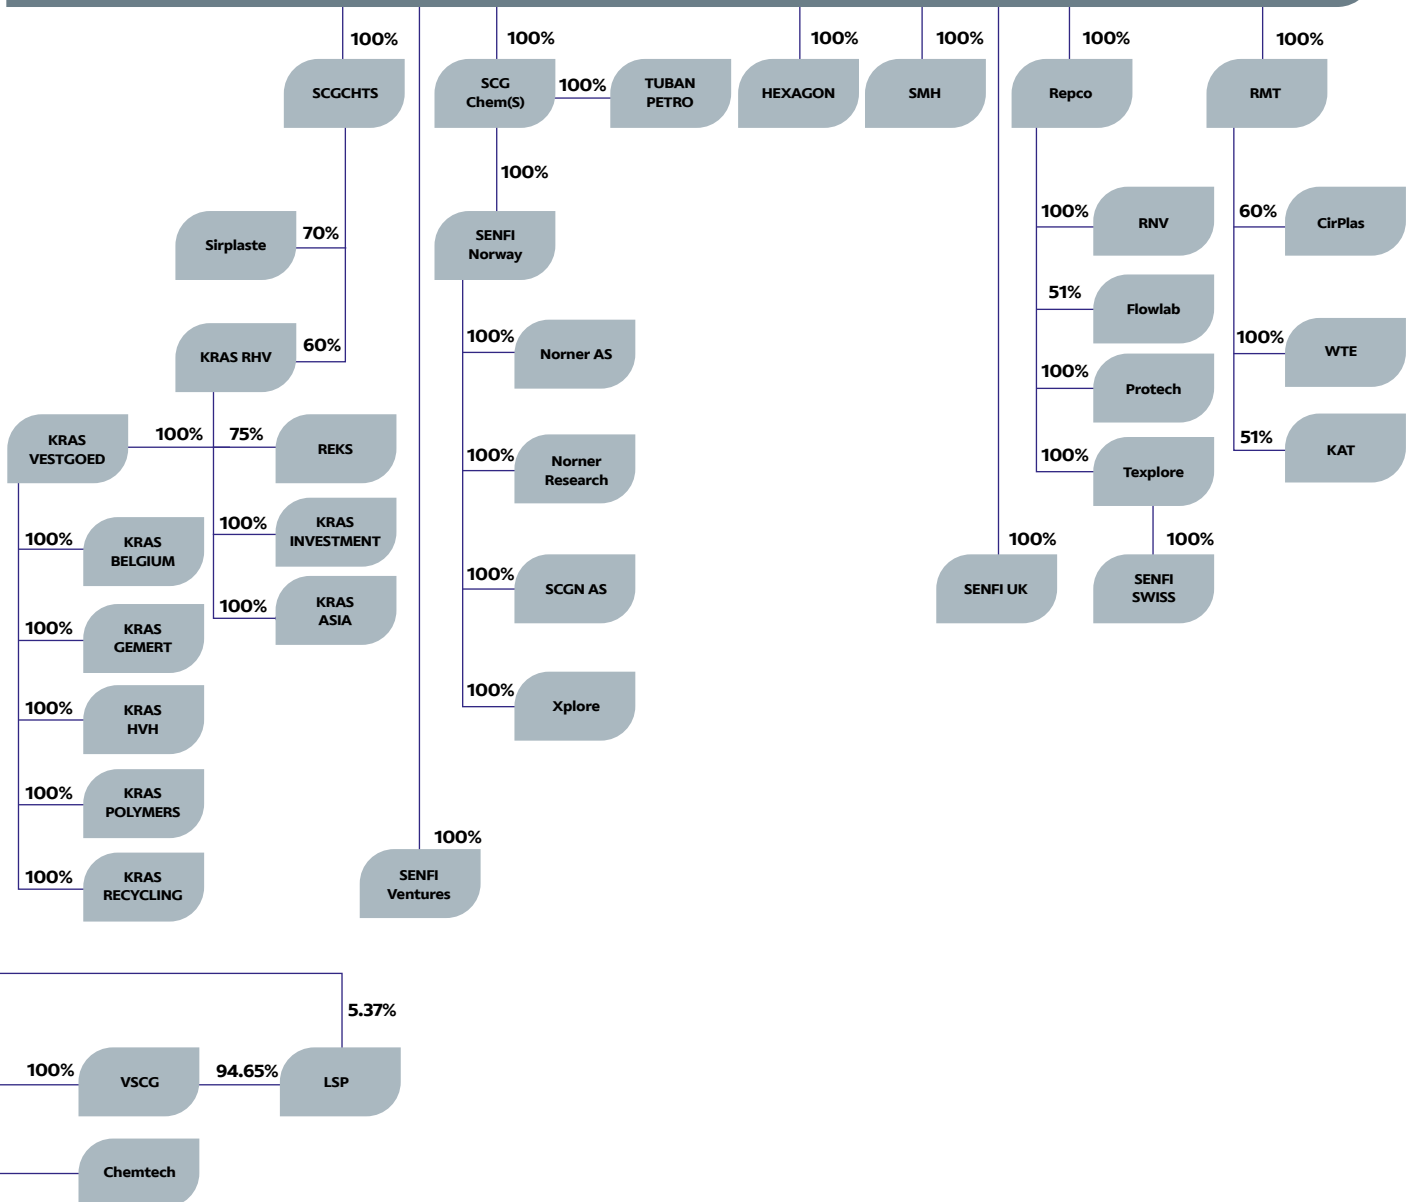 100%
100%
100%
100%
100%
100%
SCGCHTS
SCG
Chem(S)
100%
TUBAN
PETRO
HEXAGON
SMH
Repco
RMT
100%
Sirplaste
70%
SENFI
Norway
100%
RNV
60%
CirPlas
51%
Flowlab
KRAS RHV
60%
100%
Norner AS
100%
WTE
100%
Protech
KRAS
VESTGOED
100%
75%
REKS
100%
Norner
Research
100%
Texplore
51%
KAT
100%
KRAS
BELGIUM
100%
KRAS
INVESTMENT
100%
SENFI UK
100%
SENFI
SWISS
100%
SCGN AS
100%
KRAS
ASIA
100%
KRAS
GEMERT
100%
KRAS
HVH
100%
Xplore
100%
KRAS
POLYMERS
100%
SENFI
Ventures
100%
KRAS
RECYCLING
5.37%
100%
VSCG
94.65%
LSP
Chemtech